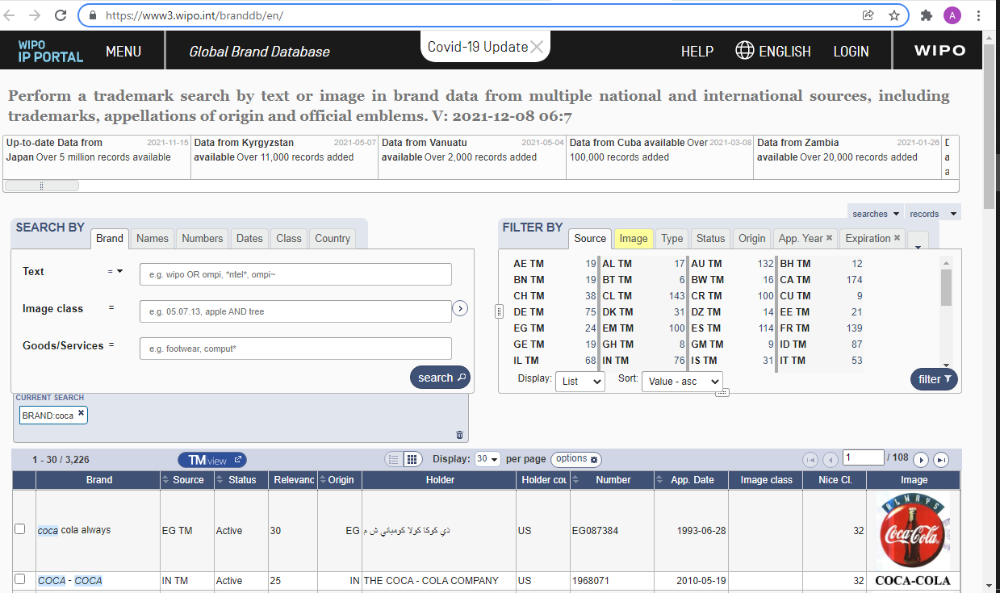 https://www3.wipo.int/branddb/en/
A
WIPO
IP PORTAL
MENU
Global Brand Database
Covid-19 Update
HELP
ENGLISH
LOGIN
WIPO
Perform a trademark search by text or image in brand data from multiple national and international sources, including
trademarks, appellations of origin and official emblems. V: 2021-12-08 06:7
Up-to-date Data from 2021-11-15
Japan Over 5 million records available
Data from Kyrgyzstan 2021-05-07
available Over 11,000 records added
Data from Vanuatu 2021-05-04
available Over 2,000 records added
Data from Cuba available Over 2021-03-08
100,000 records added
Data from Zambia 2021-01-26
available Over 20,000 records added
searches records
SEARCH BY
Brand Names Numbers Dates Class Country
Text = e.g. wipo OR ompi, *ntel*, ompi~
Image class = e.g. 05.07.13, apple AND tree
Goods/Services = e.g. footwear, comput*
search
FILTER BY
Source Image Type Status Origin App. Year Expiration
AE TM 19 AL TM 17 AU TM 132 BH TM 12
BN TM 19 BT TM 6 BW TM 16 CA TM 174
CH TM 38 CL TM 143 CR TM 100 CU TM 9
DE TM 75 DK TM 31 DZ TM 14 EE TM 21
EG TM 24 EM TM 100 ES TM 114 FR TM 139
GE TM 19 GH TM 8 GM TM 9 ID TM 87
IL TM 68 IN TM 76 IS TM 31 IT TM 53
Display: List Sort: Value - asc
filter
CURRENT SEARCH
BRAND:coca
1 - 30 / 3,226 TMview Display: 30 per page options 1 / 108
Brand Source Status Relevanc Origin Holder Holder cou Number App. Date Image class Nice Cl. Image
coca cola always EG TM Active 30 EG ذي كوكا كولا كومباني ش م US EG087384 1993-06-28 32
ALWAYS
Coca-Cola
COCA - COCA IN TM Active 25 IN THE COCA - COLA COMPANY US 1968071 2010-05-19 32 COCA-COLA